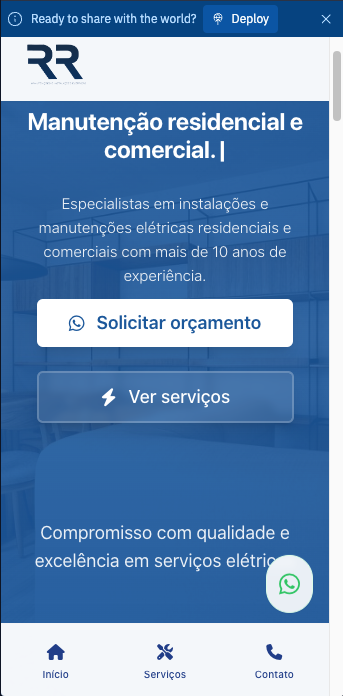 Ready to share with the world?
Deploy
RR
Manutenção residencial e
comercial.|
Especialistas em instalações e
manutenções elétricas residenciais e
comerciais com mais de 10 anos de
experiência.
Solicitar orçamento
Ver serviços
Compromisso com qualidade e
excelência em serviços
Início
Serviços
Contato